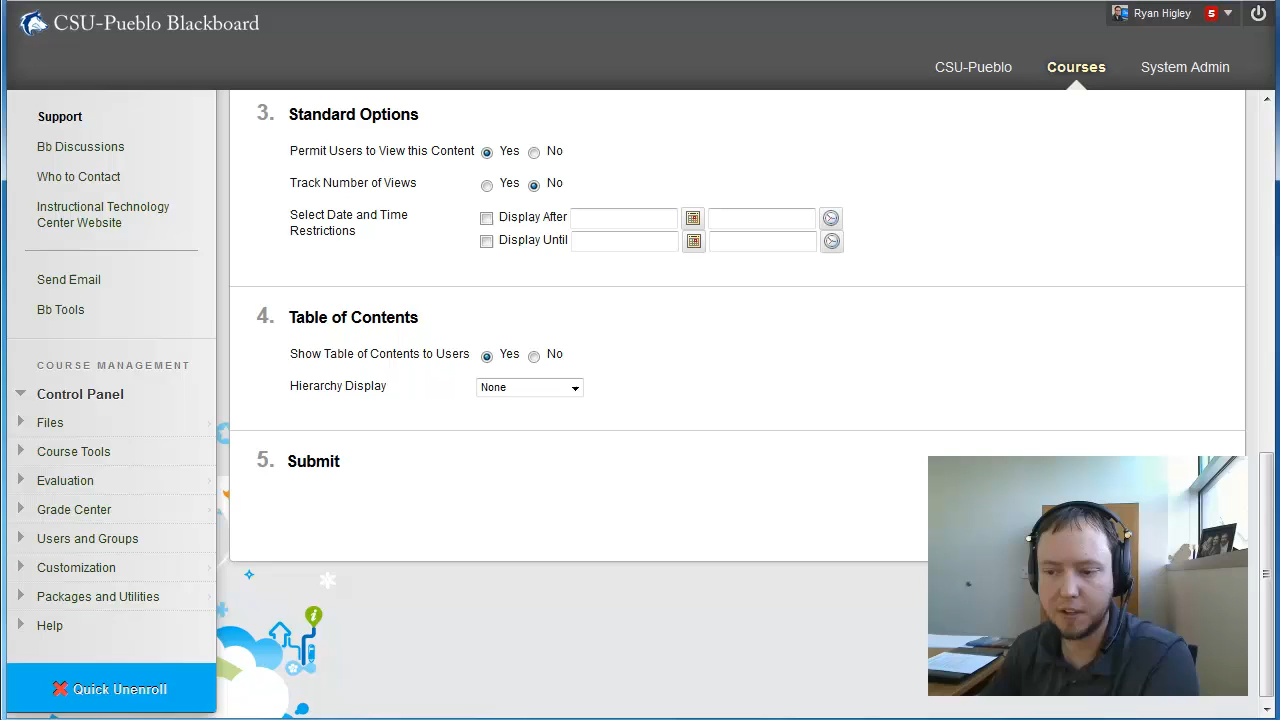 CSU-Pueblo Blackboard
Ryan Higley 5
CSU-Pueblo Courses System Admin
Support
Bb Discussions
Who to Contact
Instructional Technology
Center Website
Send Email
Bb Tools
COURSE MANAGEMENT
Control Panel
Files
Course Tools
Evaluation
Grade Center
Users and Groups
Customization
Packages and Utilities
Help
Quick Unenroll
3. Standard Options
Permit Users to View this Content Yes No
Track Number of Views Yes No
Select Date and Time
Restrictions
Display After
Display Until
4. Table of Contents
Show Table of Contents to Users Yes No
Hierarchy Display None
5. Submit